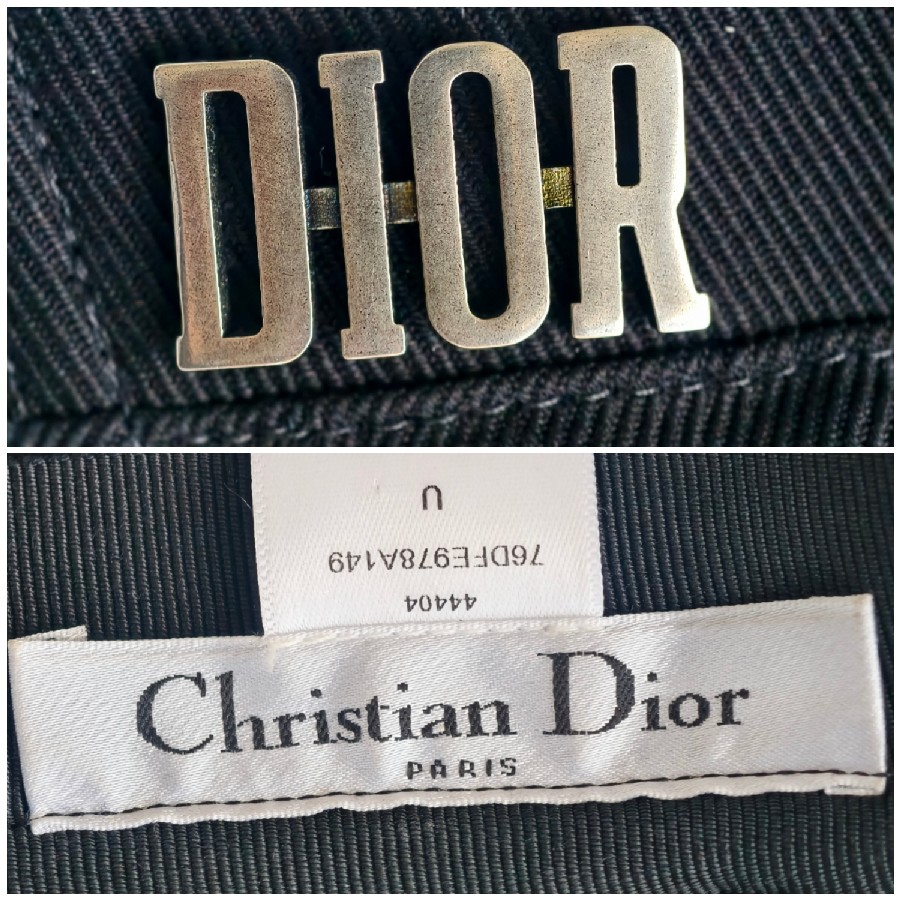 DIOR
U
76DFE978A149
44404
Christian Dior
PARIS